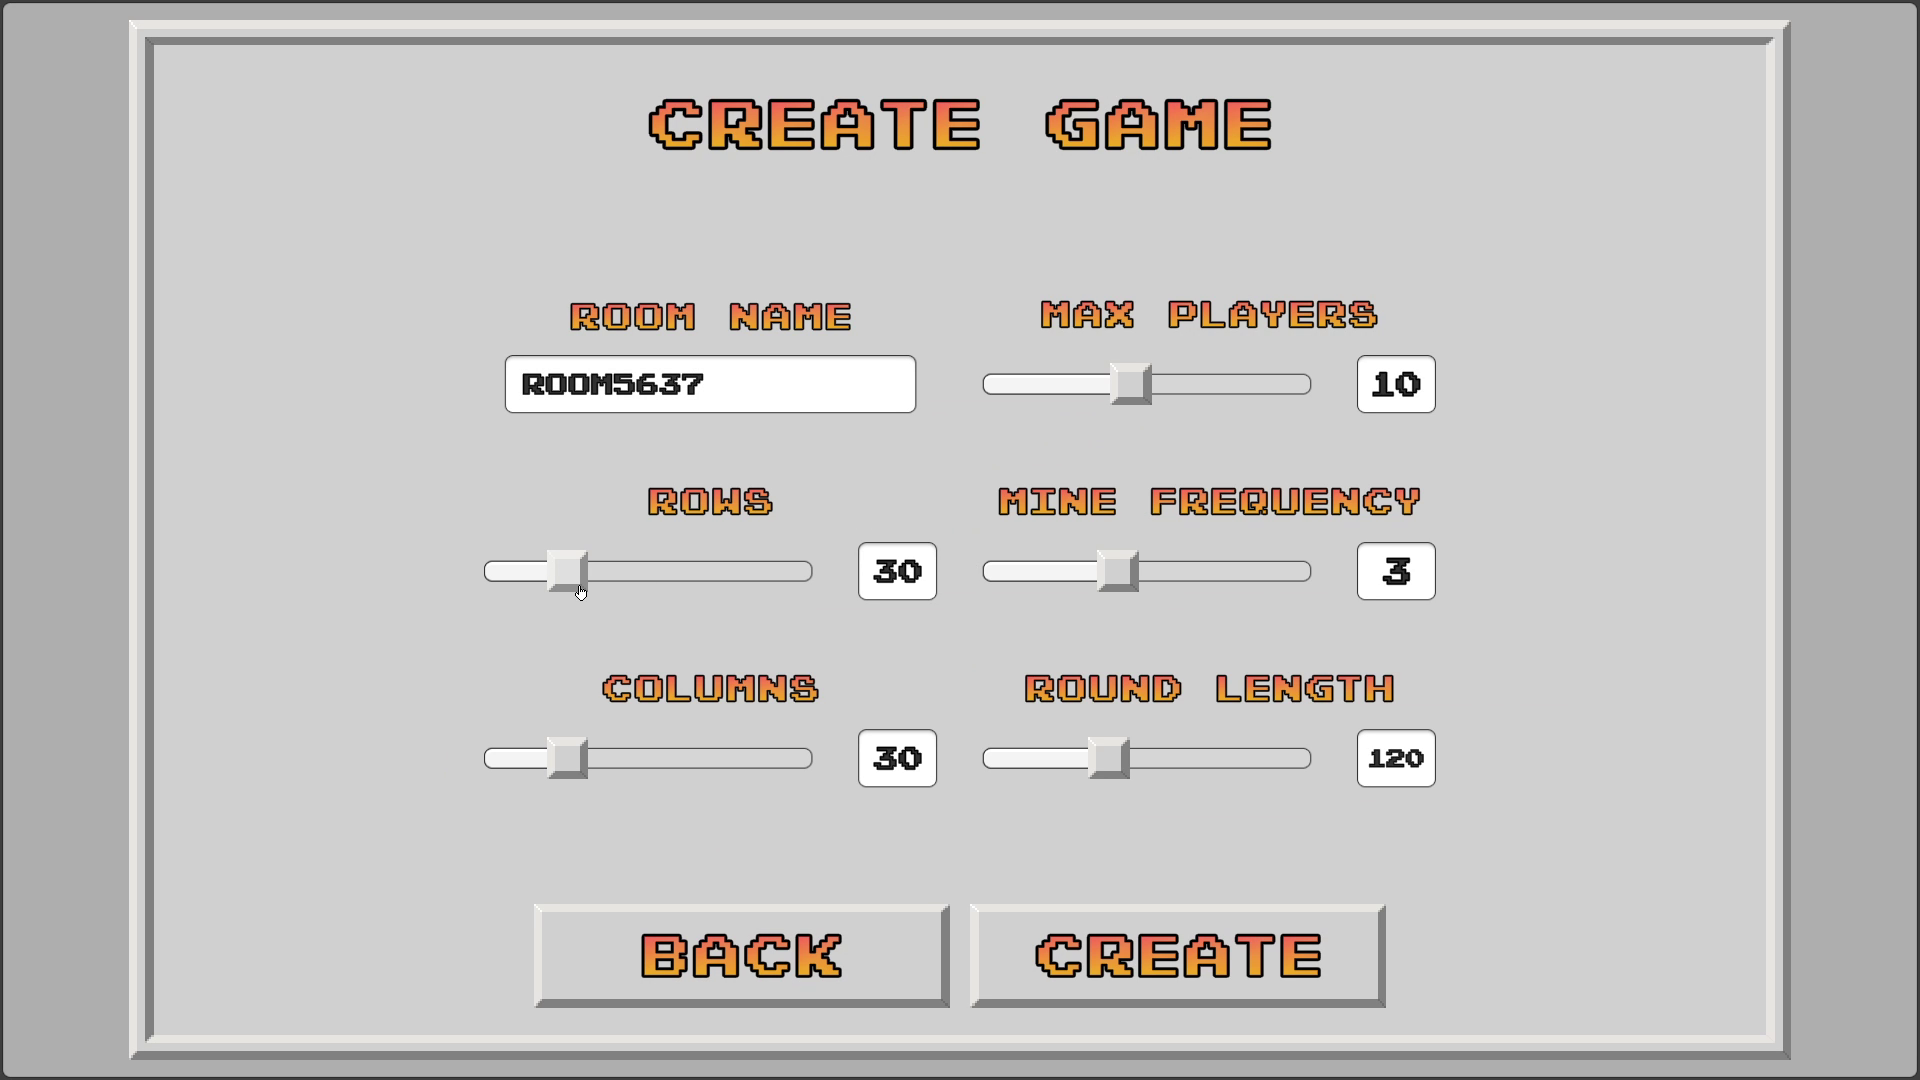 CREATE GAME
ROOM NAME
ROOM5637
MAX PLAYERS
10
ROWS
30
MINE FREQUENCY
3
COLUMNS
30
ROUND LENGTH
120
BACK
CREATE